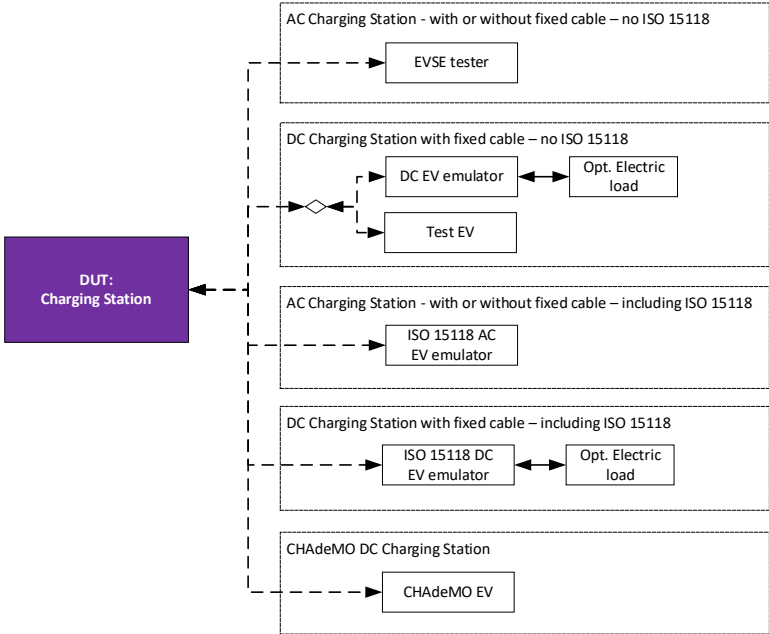 AC Charging Station - with or without fixed cable – no ISO 15118
EVSE tester
DC Charging Station with fixed cable – no ISO 15118
DC EV emulator
Opt. Electric
load
Test EV
DUT:
Charging Station
AC Charging Station - with or without fixed cable – including ISO 15118
ISO 15118 AC
EV emulator
DC Charging Station with fixed cable – including ISO 15118
ISO 15118 DC
EV emulator
Opt. Electric
load
CHAdeMO DC Charging Station
CHAdeMO EV